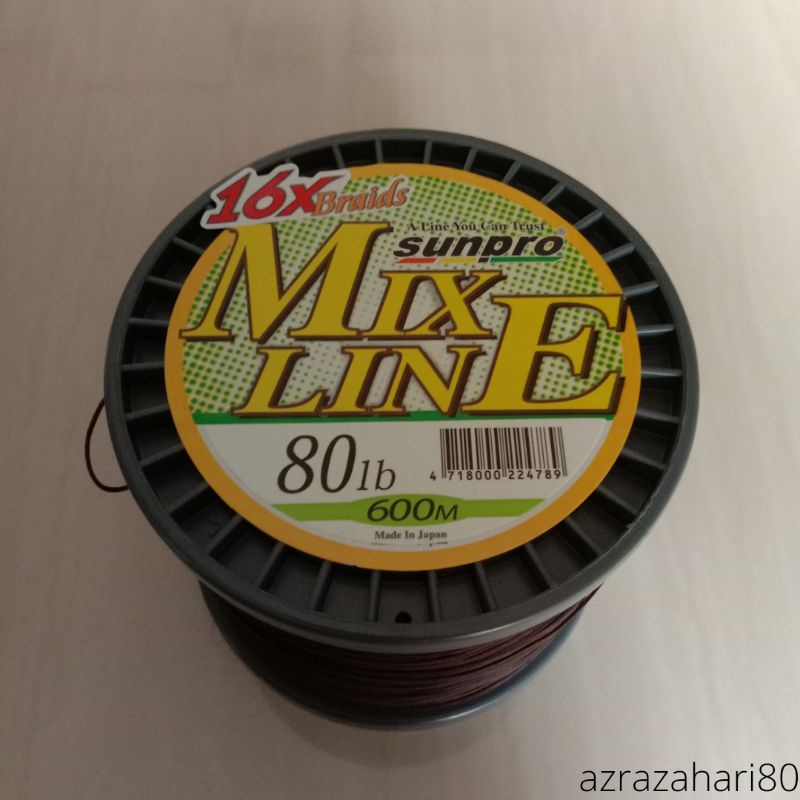 16X Braids
A Line You Can Trust
sunpro®
MIX
LINE
80lb
4 718000 224789
600M
Made In Japan
azrazahari80